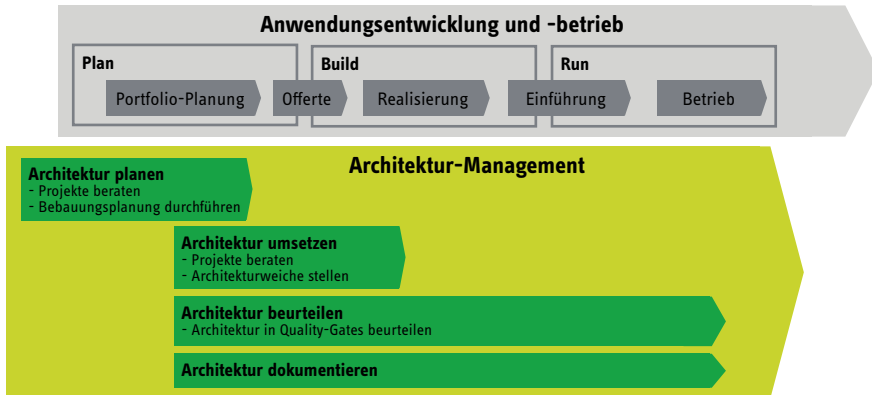 Anwendungsentwicklung und -betrieb
Plan
Build
Run
Portfolio-Planung
Offerte
Realisierung
Einführung
Betrieb
Architektur-Management
Architektur planen
- Projekte beraten
- Bebauungsplanung durchführen
Architektur umsetzen
- Projekte beraten
- Architekturweiche stellen
Architektur beurteilen
- Architektur in Quality-Gates beurteilen
Architektur dokumentieren